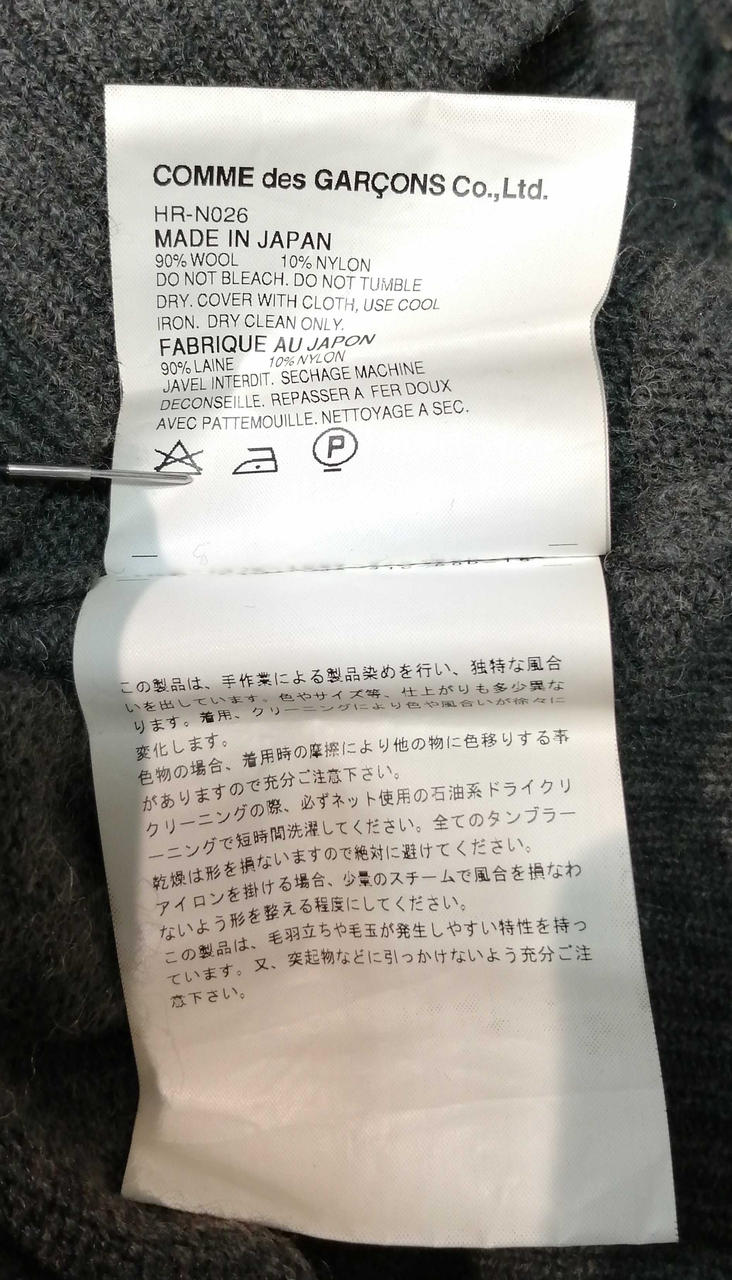 COMME des GARÇONS Co.,Ltd.
HR-N026
MADE IN JAPAN
90% WOOL 10% NYLON
DO NOT BLEACH. DO NOT TUMBLE
DRY. COVER WITH CLOTH, USE COOL
IRON. DRY CLEAN ONLY.
FABRIQUE AU JAPON
90% LAINE 10% NYLON
JAVEL INTERDIT. SECHAGE MACHINE
DECONSEILLE. REPASSER A FER DOUX
AVEC PATTEMOUILLE. NETTOYAGE A SEC.
P
この製品は、手作業による製品染めを行い、独特な風合
いを出しています。色やサイズ等、仕上がりも多少異な
ります。着用、クリーニングにより色や風合いが徐々に
変化します。
色物の場合、着用時の摩擦により他の物に色移りする事
がありますので充分ご注意下さい。
クリーニングの際、必ずネット使用の石油系ドライクリ
ーニングで短時間洗濯してください。全てのタンブラー
乾燥は形を損ないますので絶対に避けてください。
アイロンを掛ける場合、少量のスチームで風合を損なわ
ないよう形を整える程度にしてください。
この製品は、毛羽立ちや毛玉が発生しやすい特性を持っ
ています。又、突起物などに引っかけないよう充分ご注
意下さい。